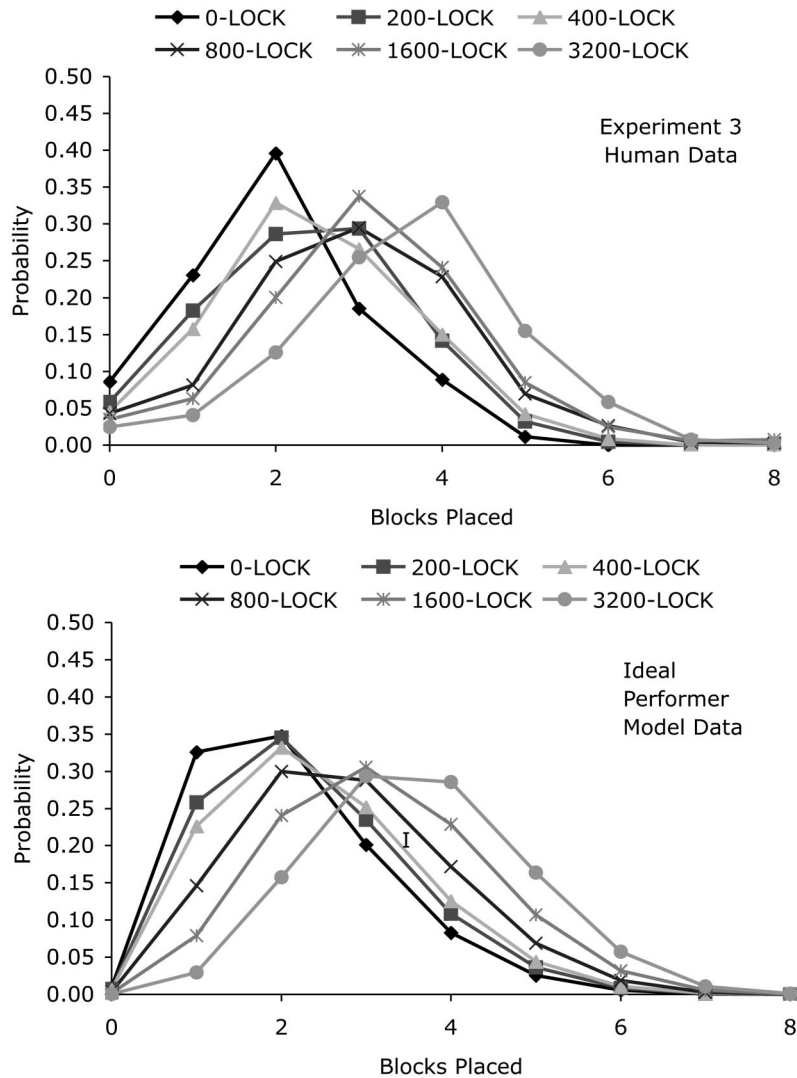 0-LOCK 200-LOCK 400-LOCK
800-LOCK 1600-LOCK 3200-LOCK
0.50
0.45
0.40
0.35
0.30
0.25
0.20
0.15
0.10
0.05
0.00
Probability
Experiment 3
Human Data
0 2 4 6 8
Blocks Placed
0-LOCK 200-LOCK 400-LOCK
800-LOCK 1600-LOCK 3200-LOCK
0.50
0.45
0.40
0.35
0.30
0.25
0.20
0.15
0.10
0.05
0.00
Probability
Ideal
Performer
Model Data
0 2 4 6 8
Blocks Placed